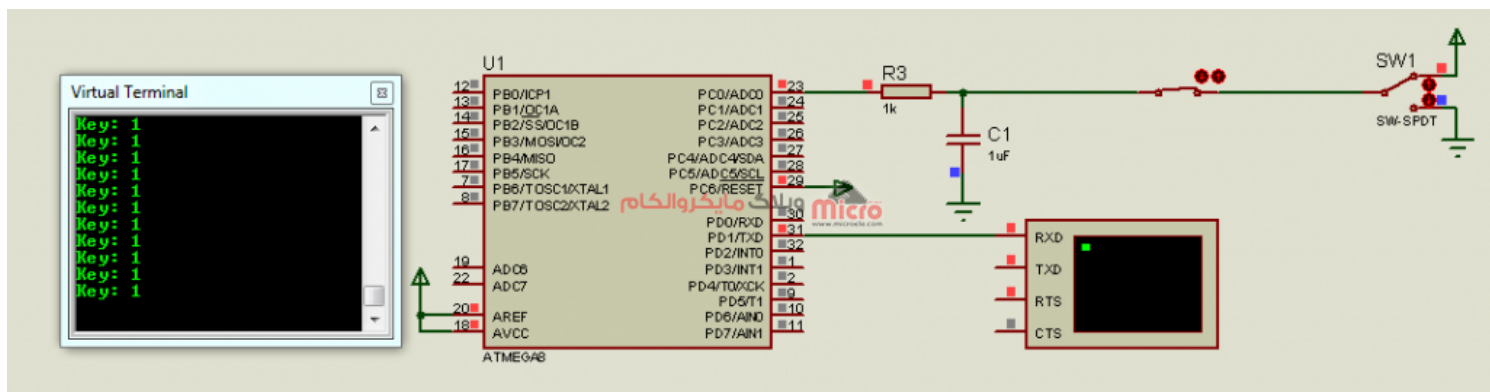 Virtual Terminal
Key: 1
Key: 1
Key: 1
Key: 1
Key: 1
Key: 1
Key: 1
Key: 1
Key: 1
Key: 1
Key: 1
U1
12 PB0/ICP1
13 PB1/OC1A
14 PB2/SS/OC1B
15 PB3/MOSI/OC2
16 PB4/MISO
17 PB5/SCK
7 PB6/TOSC1/XTAL1
8 PB7/TOSC2/XTAL2
19 ADC6
22 ADC7
20 AREF
18 AVCC
PC0/ADC0 23
PC1/ADC1 24
PC2/ADC2 25
PC3/ADC3 26
PC4/ADC4/SDA 27
PC5/ADC5/SCL 28
PC6/RESET 29
PD0/RXD 30
PD1/TXD 31
PD2/INT0 32
PD3/INT1 1
PD4/T0/XCK 2
PD5/T1 9
PD6/AIN0 10
PD7/AIN1 11
ATMEGA8
R3
1k
C1
1uF
SW1
SW-SPDT
وبلاگ مایکروالکام
Micro
www.microele.com
RXD
TXD
RTS
CTS